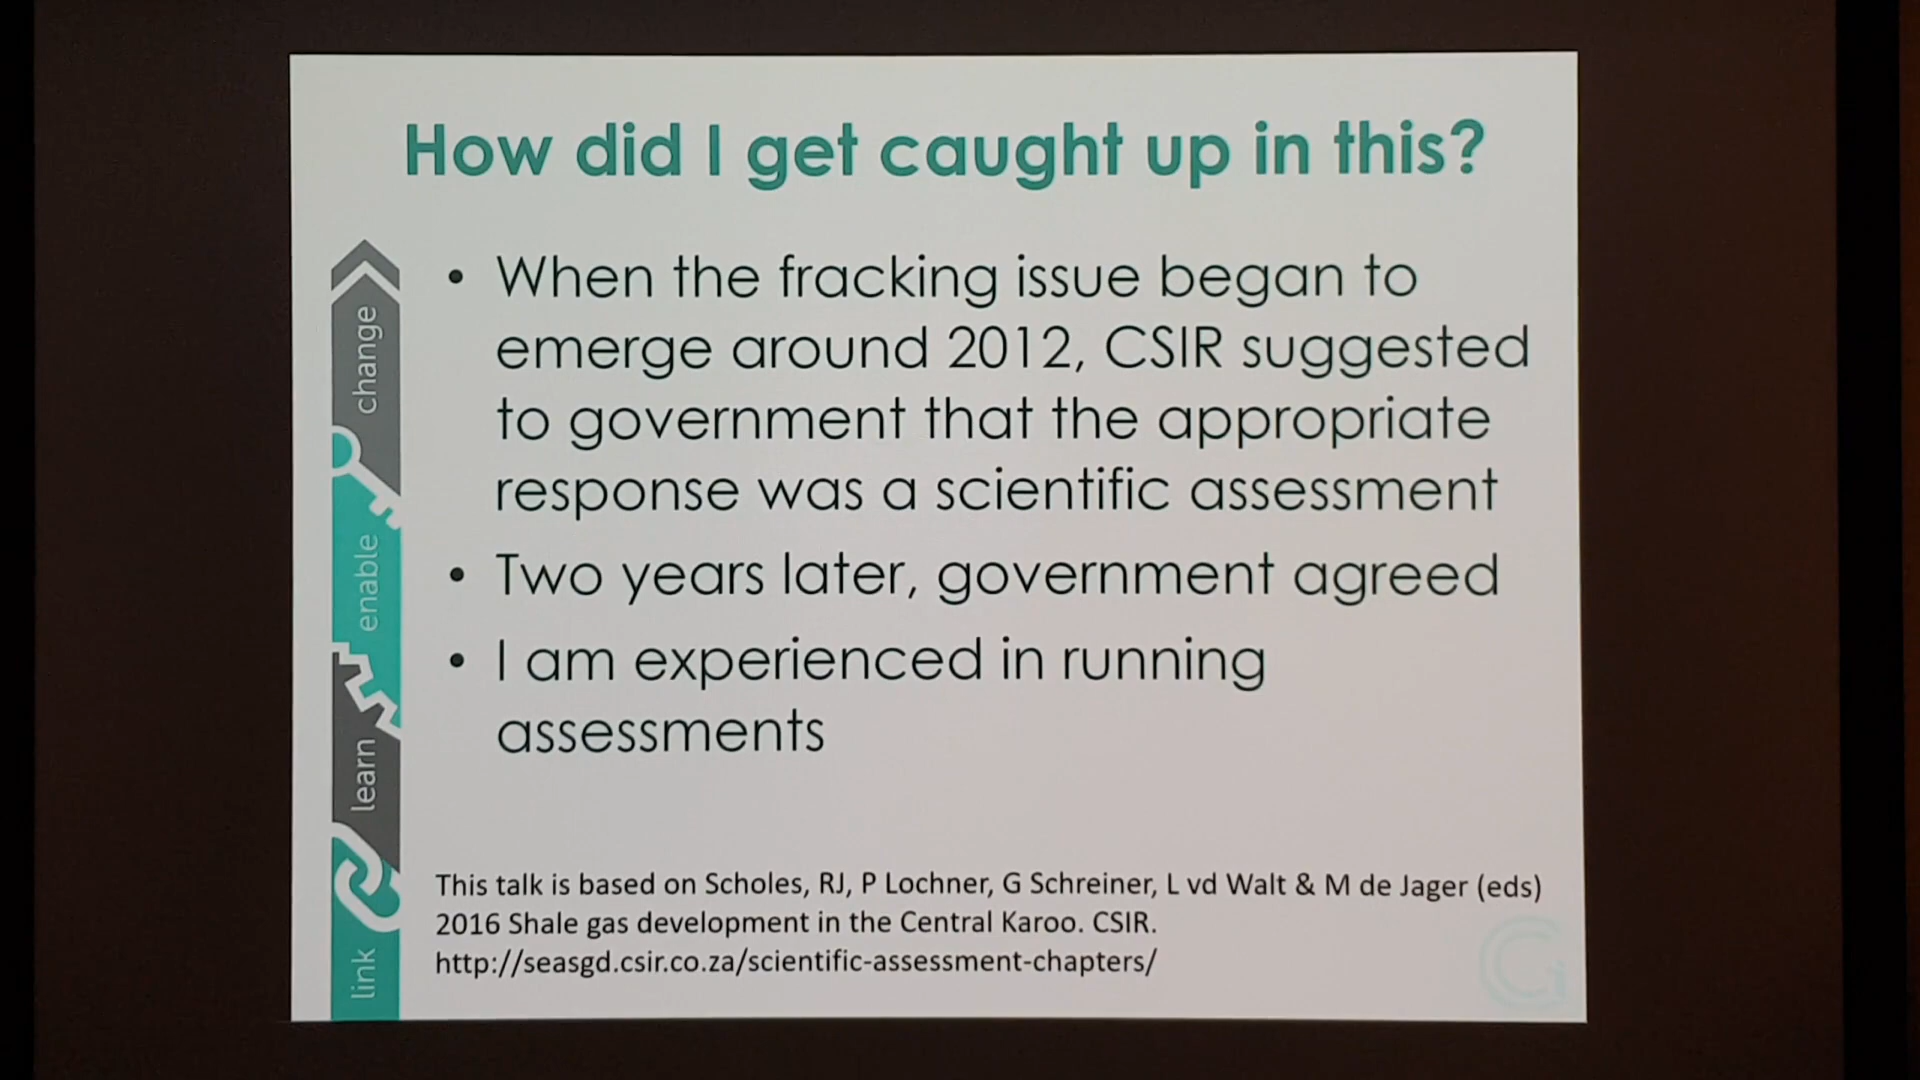 How did I get caught up in this?
• When the fracking issue began to
emerge around 2012, CSIR suggested
to government that the appropriate
response was a scientific assessment
• Two years later, government agreed
• I am experienced in running
assessments
change
enable
learn
link
This talk is based on Scholes, RJ, P Lochner, G Schreiner, L vd Walt & M de Jager (eds)
2016 Shale gas development in the Central Karoo. CSIR.
http://seasgd.csir.co.za/scientific-assessment-chapters/